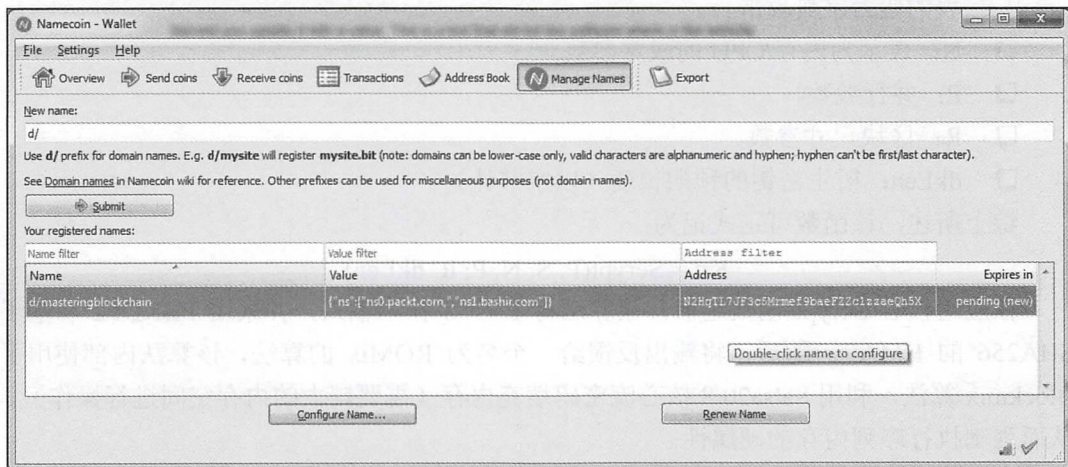 Namecoin - Wallet
File Settings Help
Overview Send coins Receive coins Transactions Address Book Manage Names Export
New name:
d/
Use d/ prefix for domain names. E.g. d/mysite will register mysite.bit (note: domains can be lower-case only, valid characters are alphanumeric and hyphen; hyphen can't be first/last character).
See Domain names in Namecoin wiki for reference. Other prefixes can be used for miscellaneous purposes (not domain names).
Submit
Your registered names:
Name filter Value filter Address filter
Name Value Address Expires in
d/masteringblockchain {"ns":["ns0.packt.com,","ns1.bashir.com"]} pending (new)
Double-click name to configure
Configure Name... Renew Name